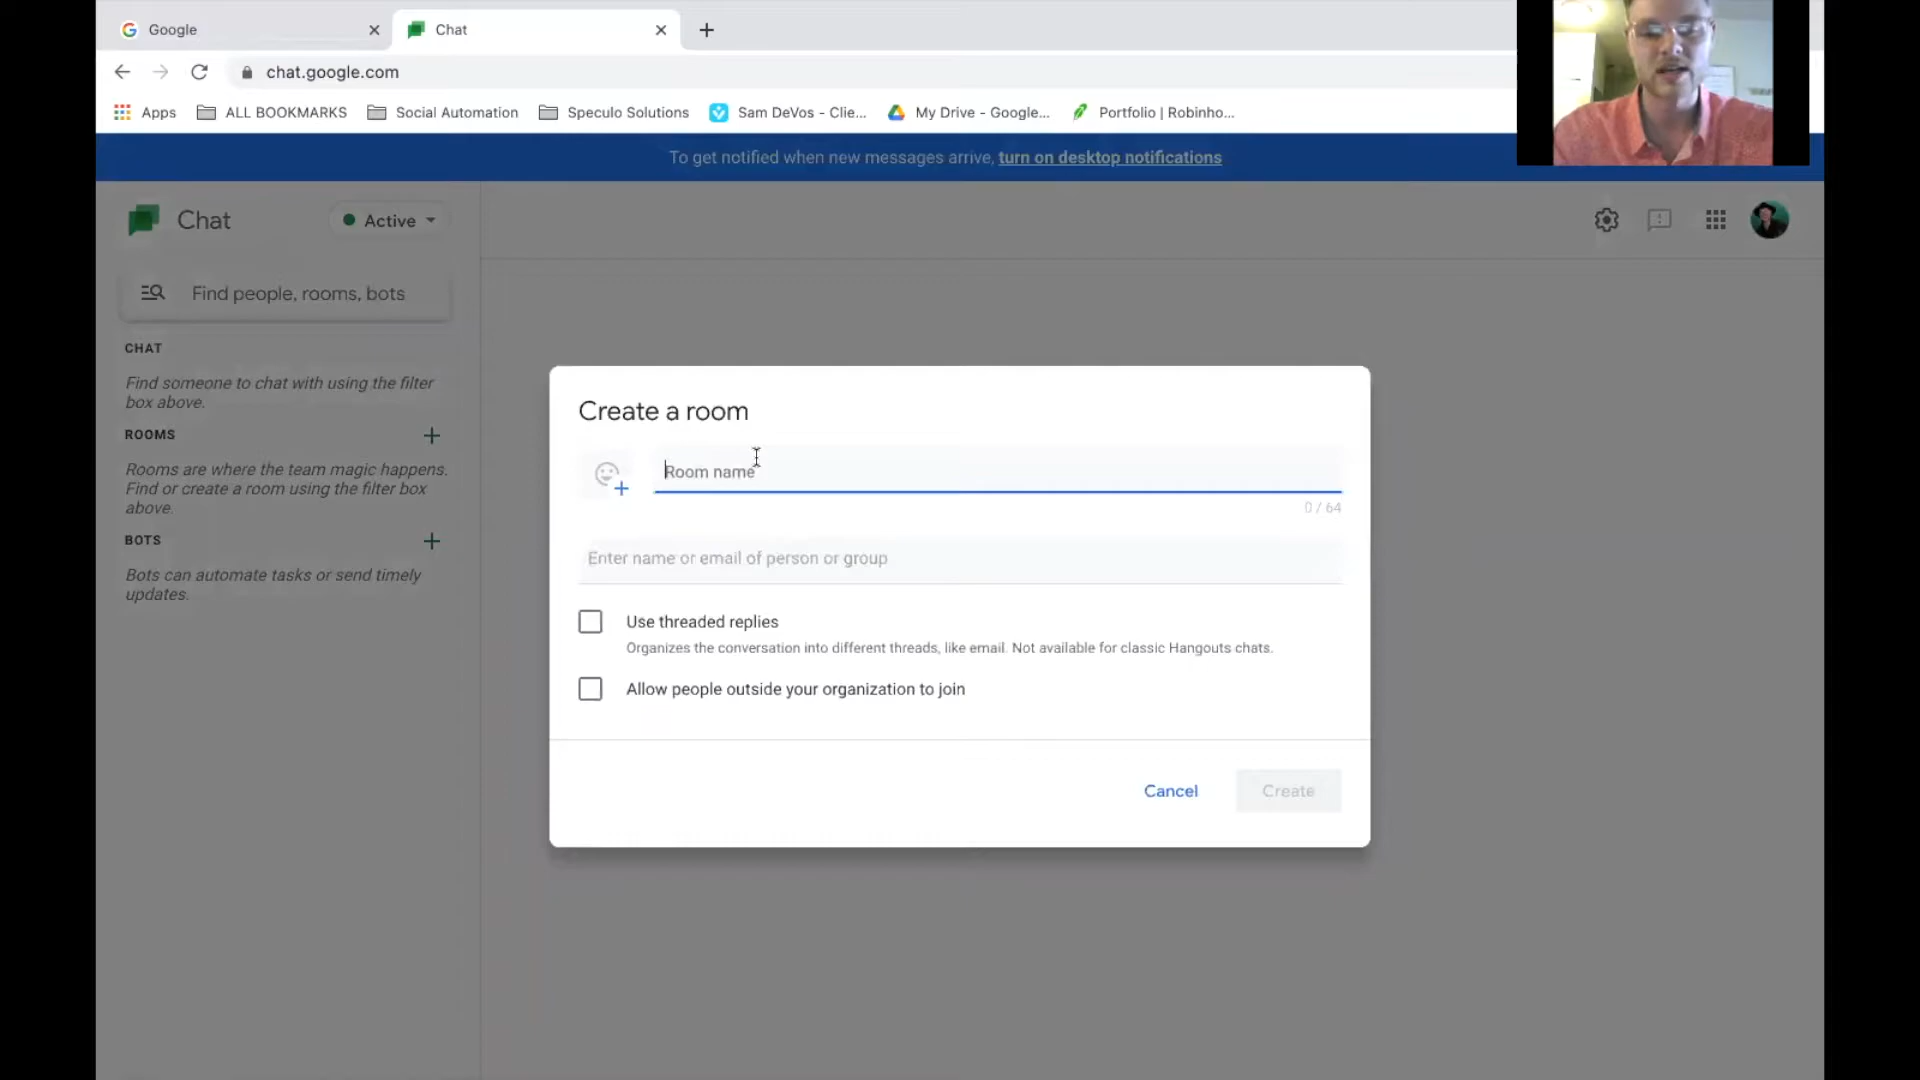 Google
Chat
chat.google.com
Apps
ALL BOOKMARKS
Social Automation
Speculo Solutions
Sam DeVos - Clie...
My Drive - Google...
Portfolio | Robinho...
To get notified when new messages arrive, turn on desktop notifications
Chat
Active
Find people, rooms, bots
CHAT
Find someone to chat with using the filter
box above.
ROOMS
Rooms are where the team magic happens.
Find or create a room using the filter box
above.
BOTS
Bots can automate tasks or send timely
updates.
Create a room
Room name
0 / 64
Enter name or email of person or group
Use threaded replies
Organizes the conversation into different threads, like email. Not available for classic Hangouts chats.
Allow people outside your organization to join
Cancel
Create